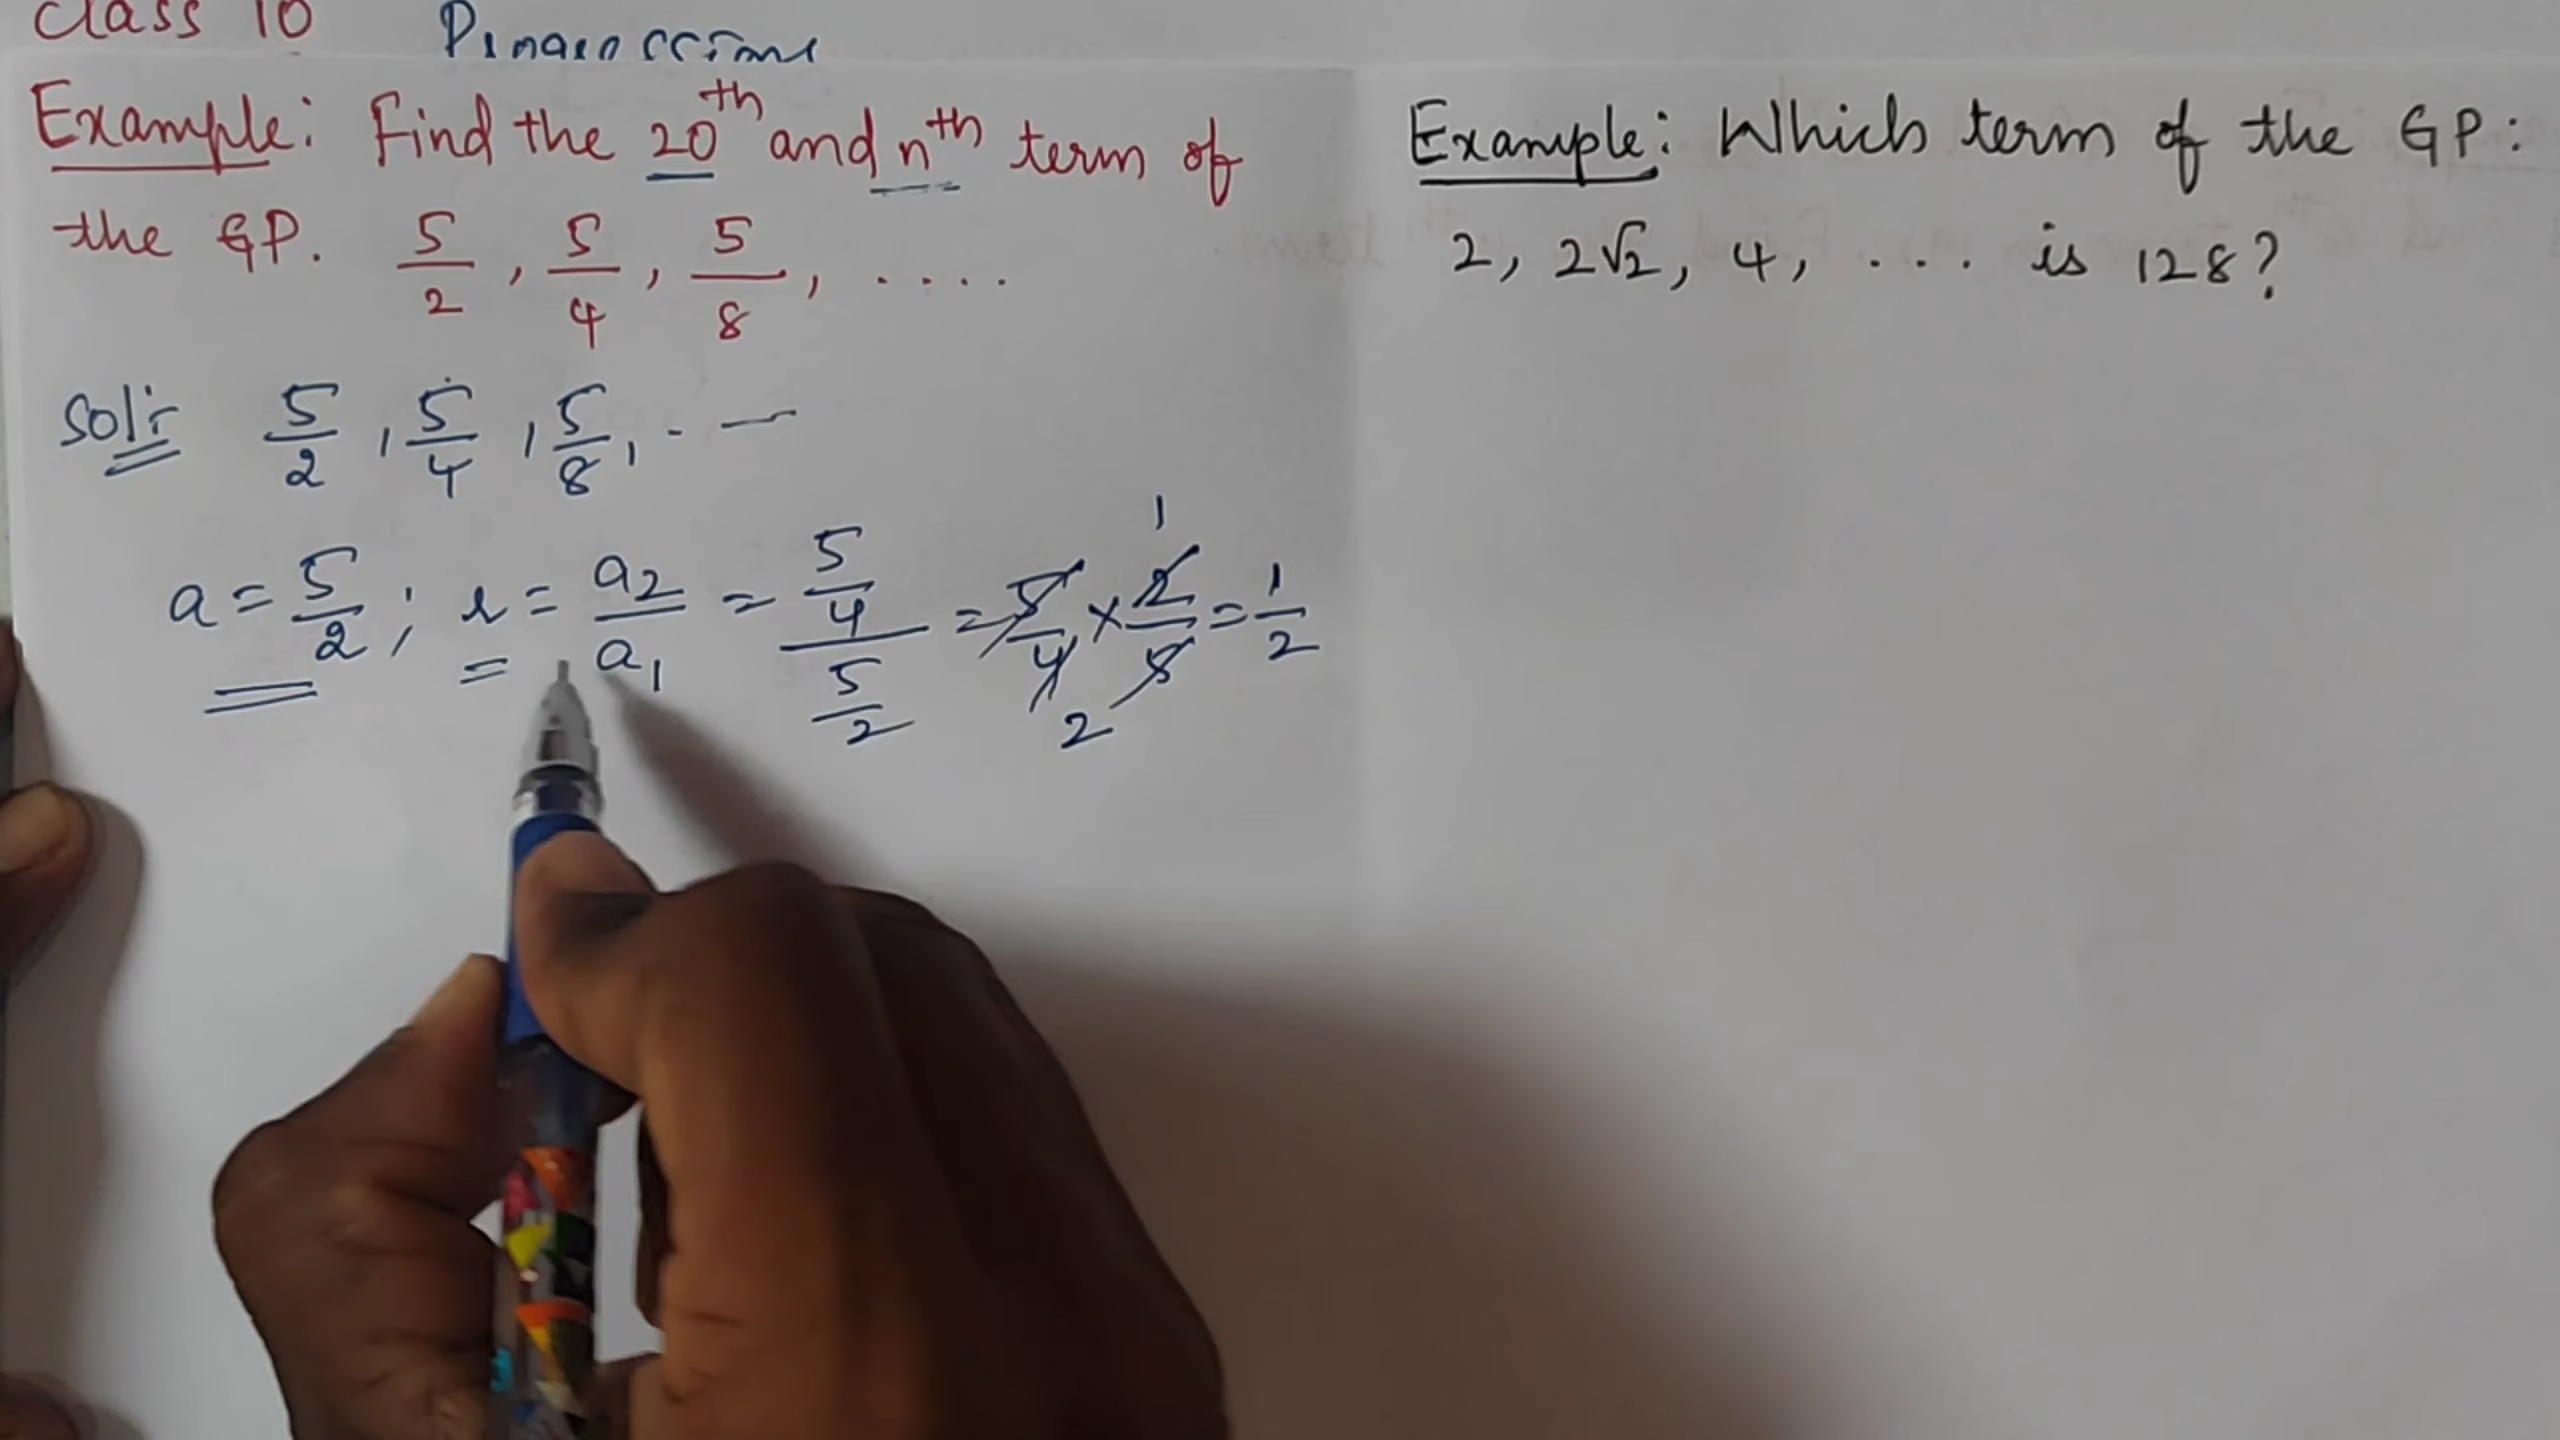 Class 10
Example: Find the 20th and nth term of
the GP. 5/2, 5/4, 5/8, ....
Sol: 5/2, 5/4, 5/8, . —
a = 5/2 ; r = a2/a1 = (5/4)/(5/2) = 5/4 × 2/5 = 1/2
1
2
Example: Which term of the GP:
2, 2√2, 4, ... is 128?